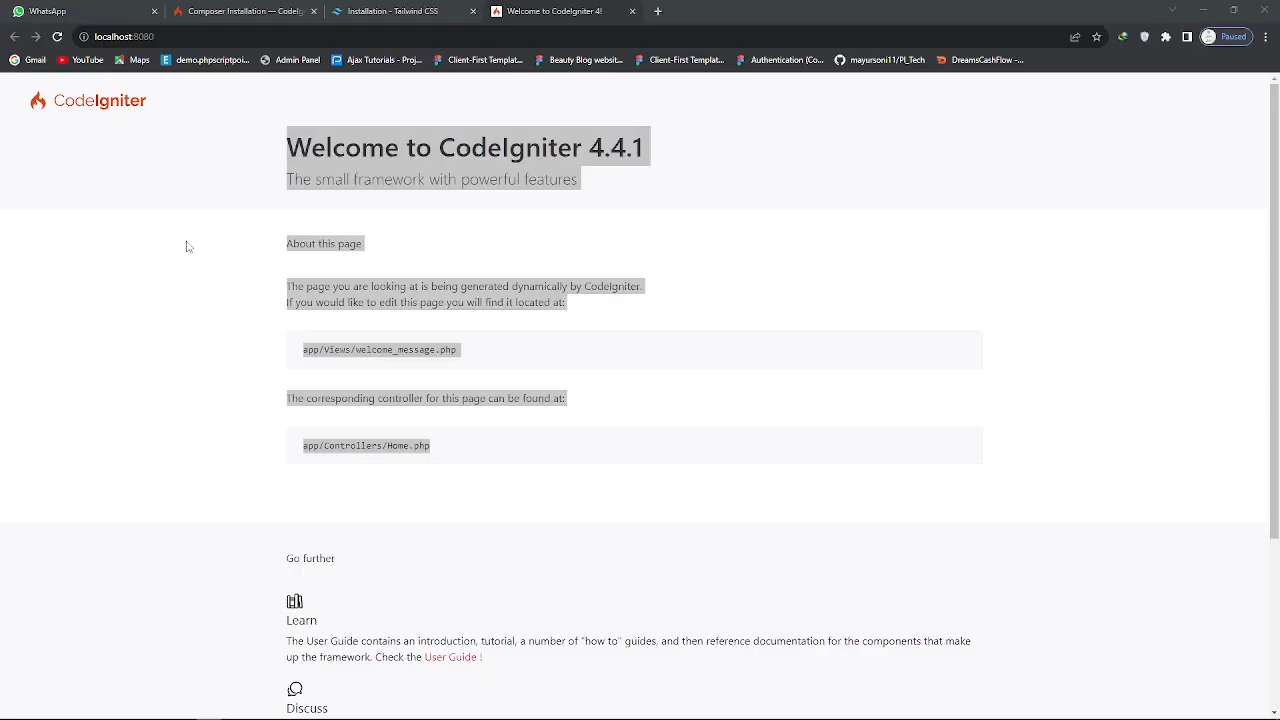 WhatsApp
Composer Installation — CodeIg
Installation - Tailwind CSS
Welcome to CodeIgniter 4!
localhost:8080
Paused
Gmail
YouTube
Maps
demo.phpscriptpoi...
Admin Panel
Ajax Tutorials - Proj...
Client-First Templat...
Beauty Blog websit...
Client-First Templat...
Authentication (Co...
mayursoni11/PI_Tech
DreamsCashFlow -...
CodeIgniter
Welcome to CodeIgniter 4.4.1
The small framework with powerful features
About this page
The page you are looking at is being generated dynamically by CodeIgniter.
If you would like to edit this page you will find it located at:
app/Views/welcome_message.php
The corresponding controller for this page can be found at:
app/Controllers/Home.php
Go further
Learn
The User Guide contains an introduction, tutorial, a number of "how to" guides, and then reference documentation for the components that make
up the framework. Check the User Guide !
Discuss